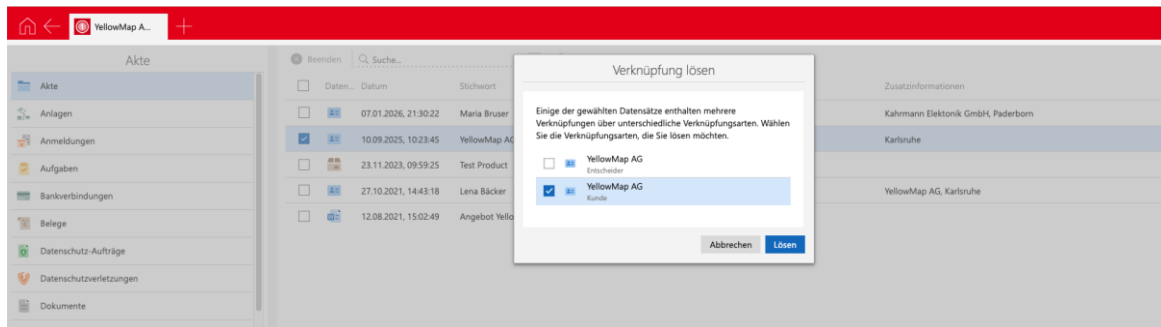 YellowMap A...
Akte
Beenden
Suche...
Daten... Datum Stichwort Zusatzinformationen
Akte
Anlagen
Anmeldungen
Aufgaben
Bankverbindungen
Belege
Datenschutz-Aufträge
Datenschutzverletzungen
Dokumente
07.01.2026, 21:30:22 Maria Bruser Kahrmann Elektonik GmbH, Paderborn
10.09.2025, 10:23:45 YellowMap AG Karlsruhe
23.11.2023, 09:59:25 Test Product
27.10.2021, 14:43:18 Lena Bäcker YellowMap AG, Karlsruhe
12.08.2021, 15:02:49 Angebot Yello
Verknüpfung lösen
Einige der gewählten Datensätze enthalten mehrere
Verknüpfungen über unterschiedliche Verknüpfungsarten. Wählen
Sie die Verknüpfungsarten, die Sie lösen möchten.
YellowMap AG
Entscheider
YellowMap AG
Kunde
Abbrechen Lösen